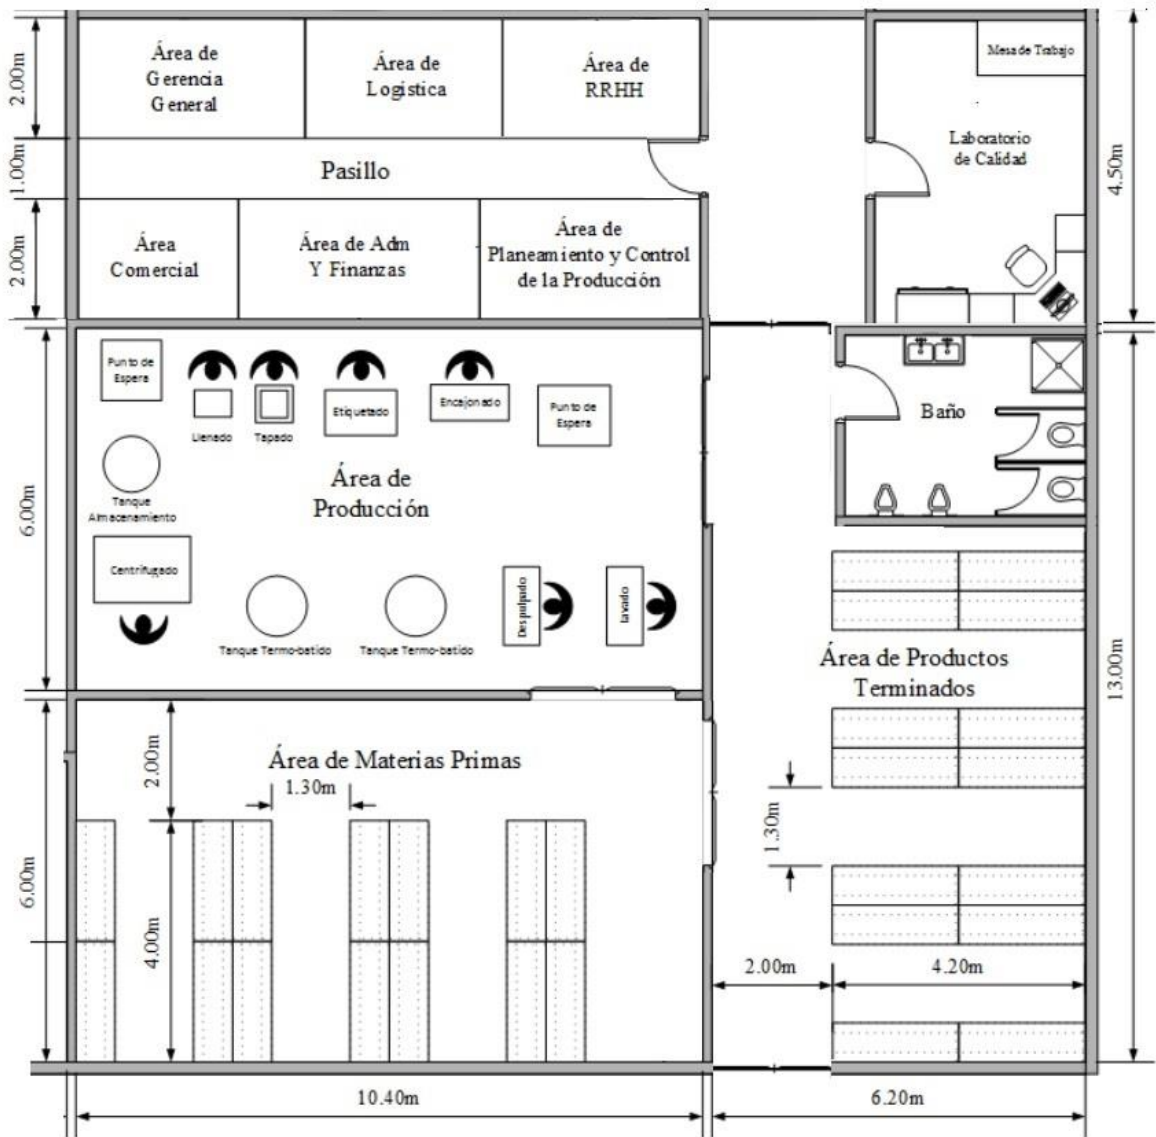 Área de
Gerencia
General
Área de
Logística
Área de
RRHH
Mesa de Trabajo
Laboratorio
de Calidad
2.00m
1.00m
2.00m
4.50m
Pasillo
Área
Comercial
Área de Adm
Y Finanzas
Área de
Planeamiento y Control
de la Producción
Punto de
Espera
Llenado
Tapado
Etiquetado
Encajonado
Punto de
Espera
Baño
Tanque
Almacenamiento
Área de
Producción
6.00m
Centrifugado
Tanque Termo-batido
Tanque Termo-batido
Despulpado
Lavado
Área de Productos
Terminados
13.00m
Área de Materias Primas
2.00m
1.30m
1.30m
6.00m
4.00m
2.00m
4.20m
10.40m
6.20m